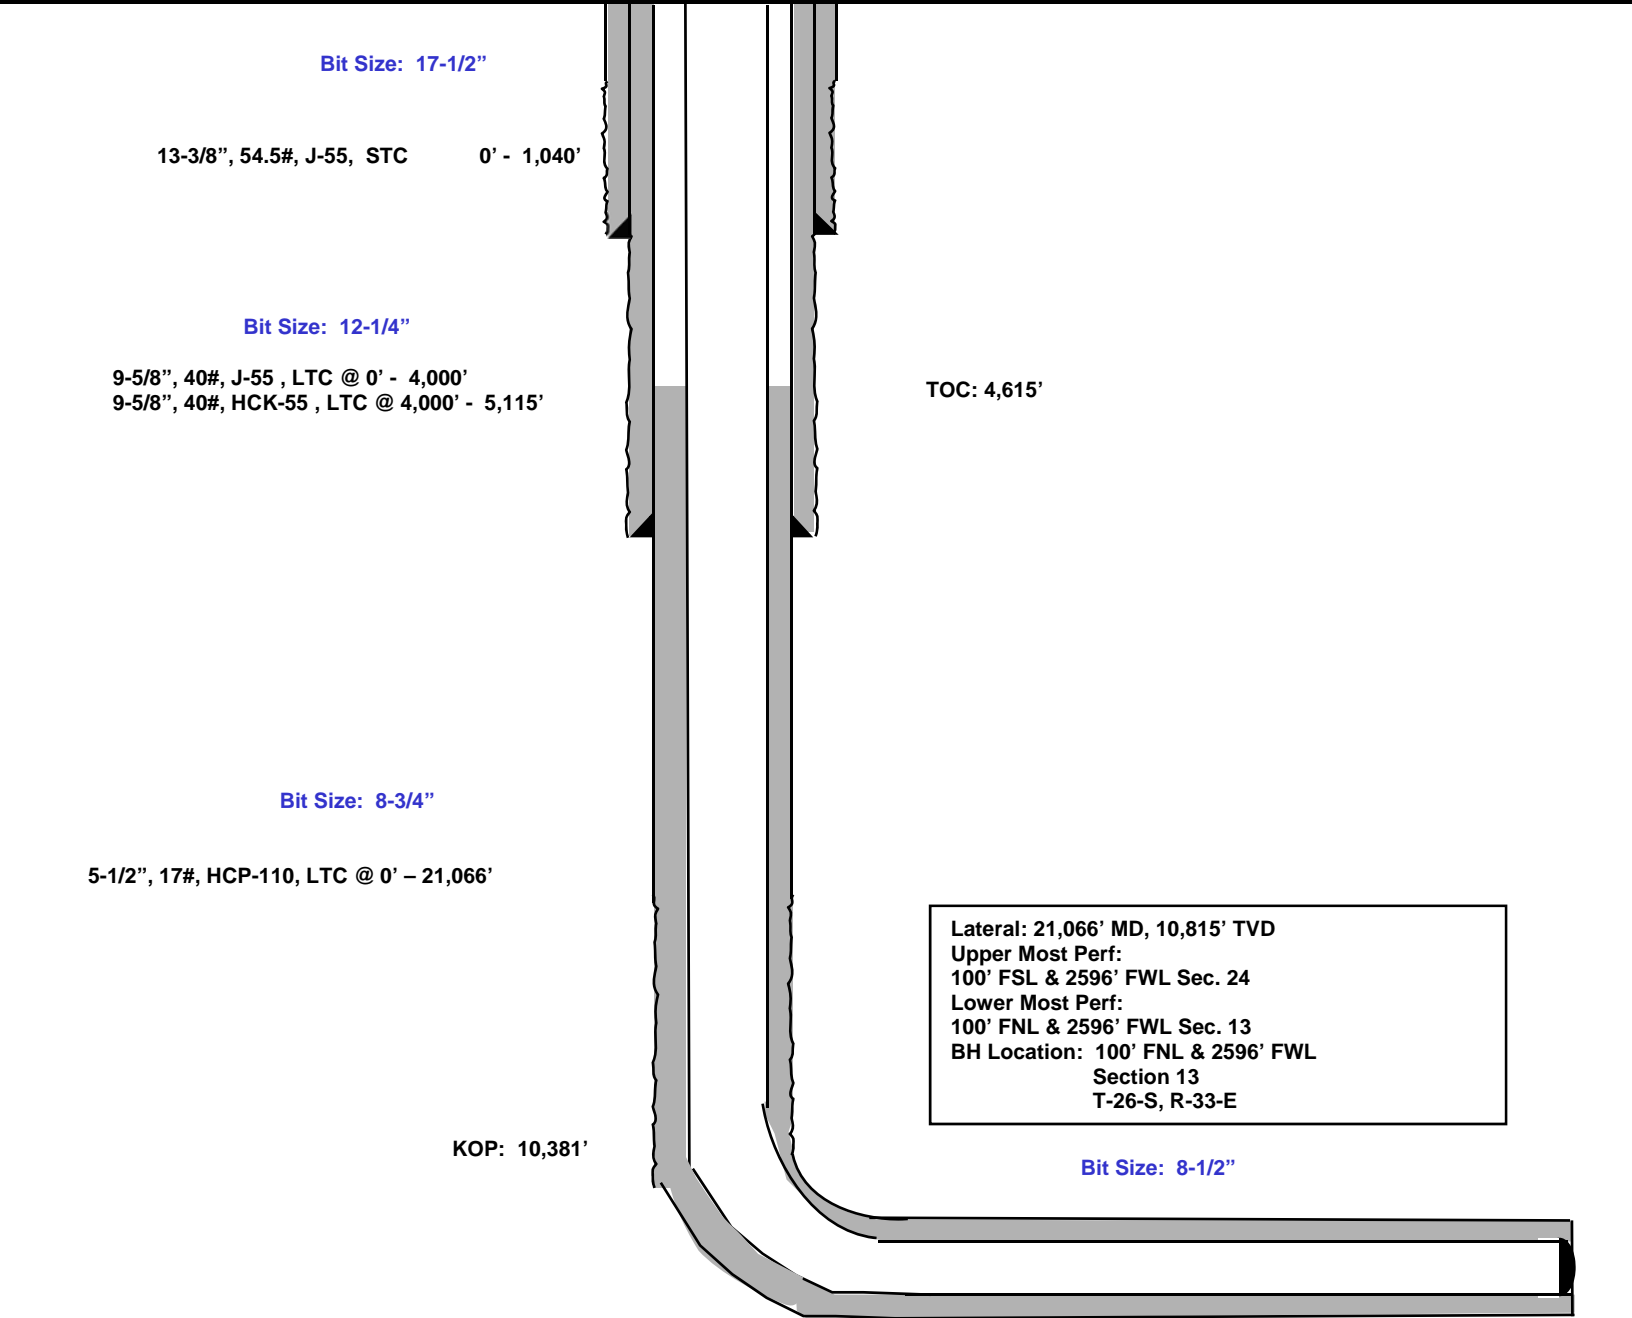 Bit Size: 17-1/2”
13-3/8”, 54.5#, J-55, STC 0’ - 1,040’
Bit Size: 12-1/4”
9-5/8”, 40#, J-55 , LTC @ 0’ - 4,000’
9-5/8”, 40#, HCK-55 , LTC @ 4,000’ - 5,115’
TOC: 4,615’
Bit Size: 8-3/4”
5-1/2”, 17#, HCP-110, LTC @ 0’ – 21,066’
Lateral: 21,066’ MD, 10,815’ TVD
Upper Most Perf:
100’ FSL & 2596’ FWL Sec. 24
Lower Most Perf:
100’ FNL & 2596’ FWL Sec. 13
BH Location: 100’ FNL & 2596’ FWL
Section 13
T-26-S, R-33-E
KOP: 10,381’
Bit Size: 8-1/2”